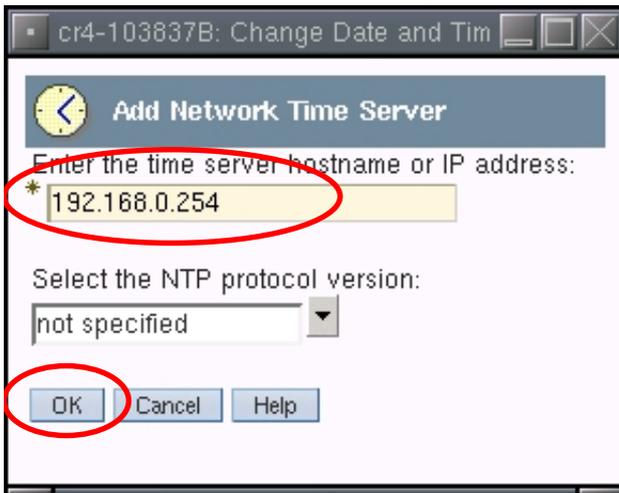 cr4-103837B: Change Date and Tim
Add Network Time Server
Enter the time server hostname or IP address:
* 192.168.0.254
Select the NTP protocol version:
not specified
OK Cancel Help